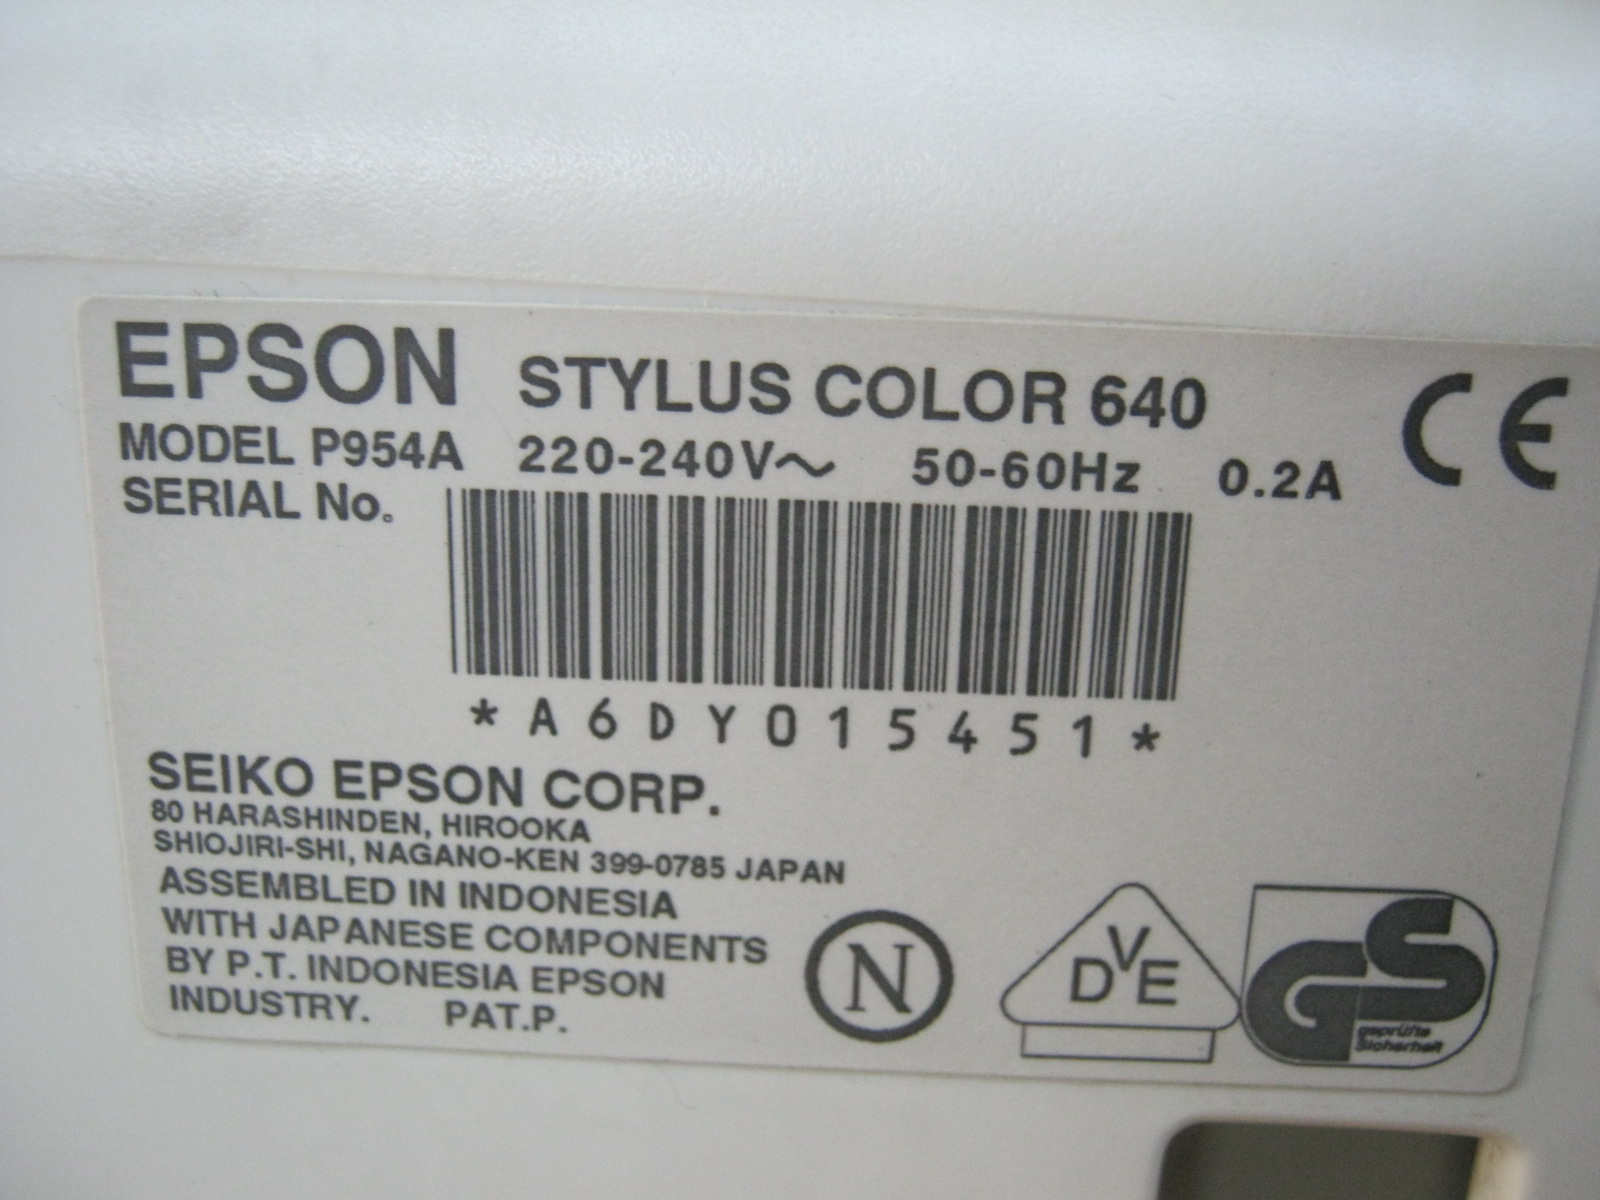 EPSON STYLUS COLOR 640
MODEL P954A 220-240V～ 50-60Hz 0.2A CE
SERIAL No.
*A6DY015451*
SEIKO EPSON CORP.
80 HARASHINDEN, HIROOKA
SHIOJIRI-SHI, NAGANO-KEN 399-0785 JAPAN
ASSEMBLED IN INDONESIA
WITH JAPANESE COMPONENTS
BY P.T. INDONESIA EPSON
INDUSTRY. PAT.P.
N
DVE
GS
geprüfte
Sicherheit